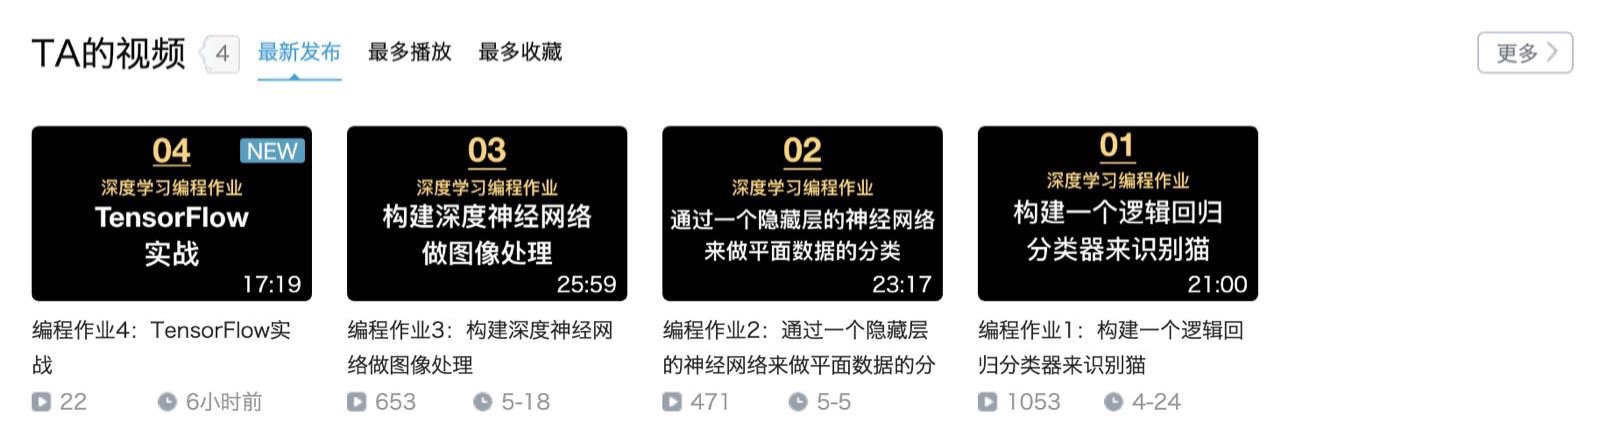 TA的视频 4 最新发布 最多播放 最多收藏 更多
04 NEW
深度学习编程作业
TensorFlow
实战
17:19
编程作业4：TensorFlow实
战
22 6小时前
03
深度学习编程作业
构建深度神经网络
做图像处理
25:59
编程作业3：构建深度神经网
络做图像处理
653 5-18
02
深度学习编程作业
通过一个隐藏层的神经网络
来做平面数据的分类
23:17
编程作业2：通过一个隐藏层
的神经网络来做平面数据的分
471 5-5
01
深度学习编程作业
构建一个逻辑回归
分类器来识别猫
21:00
编程作业1：构建一个逻辑回
归分类器来识别猫
1053 4-24